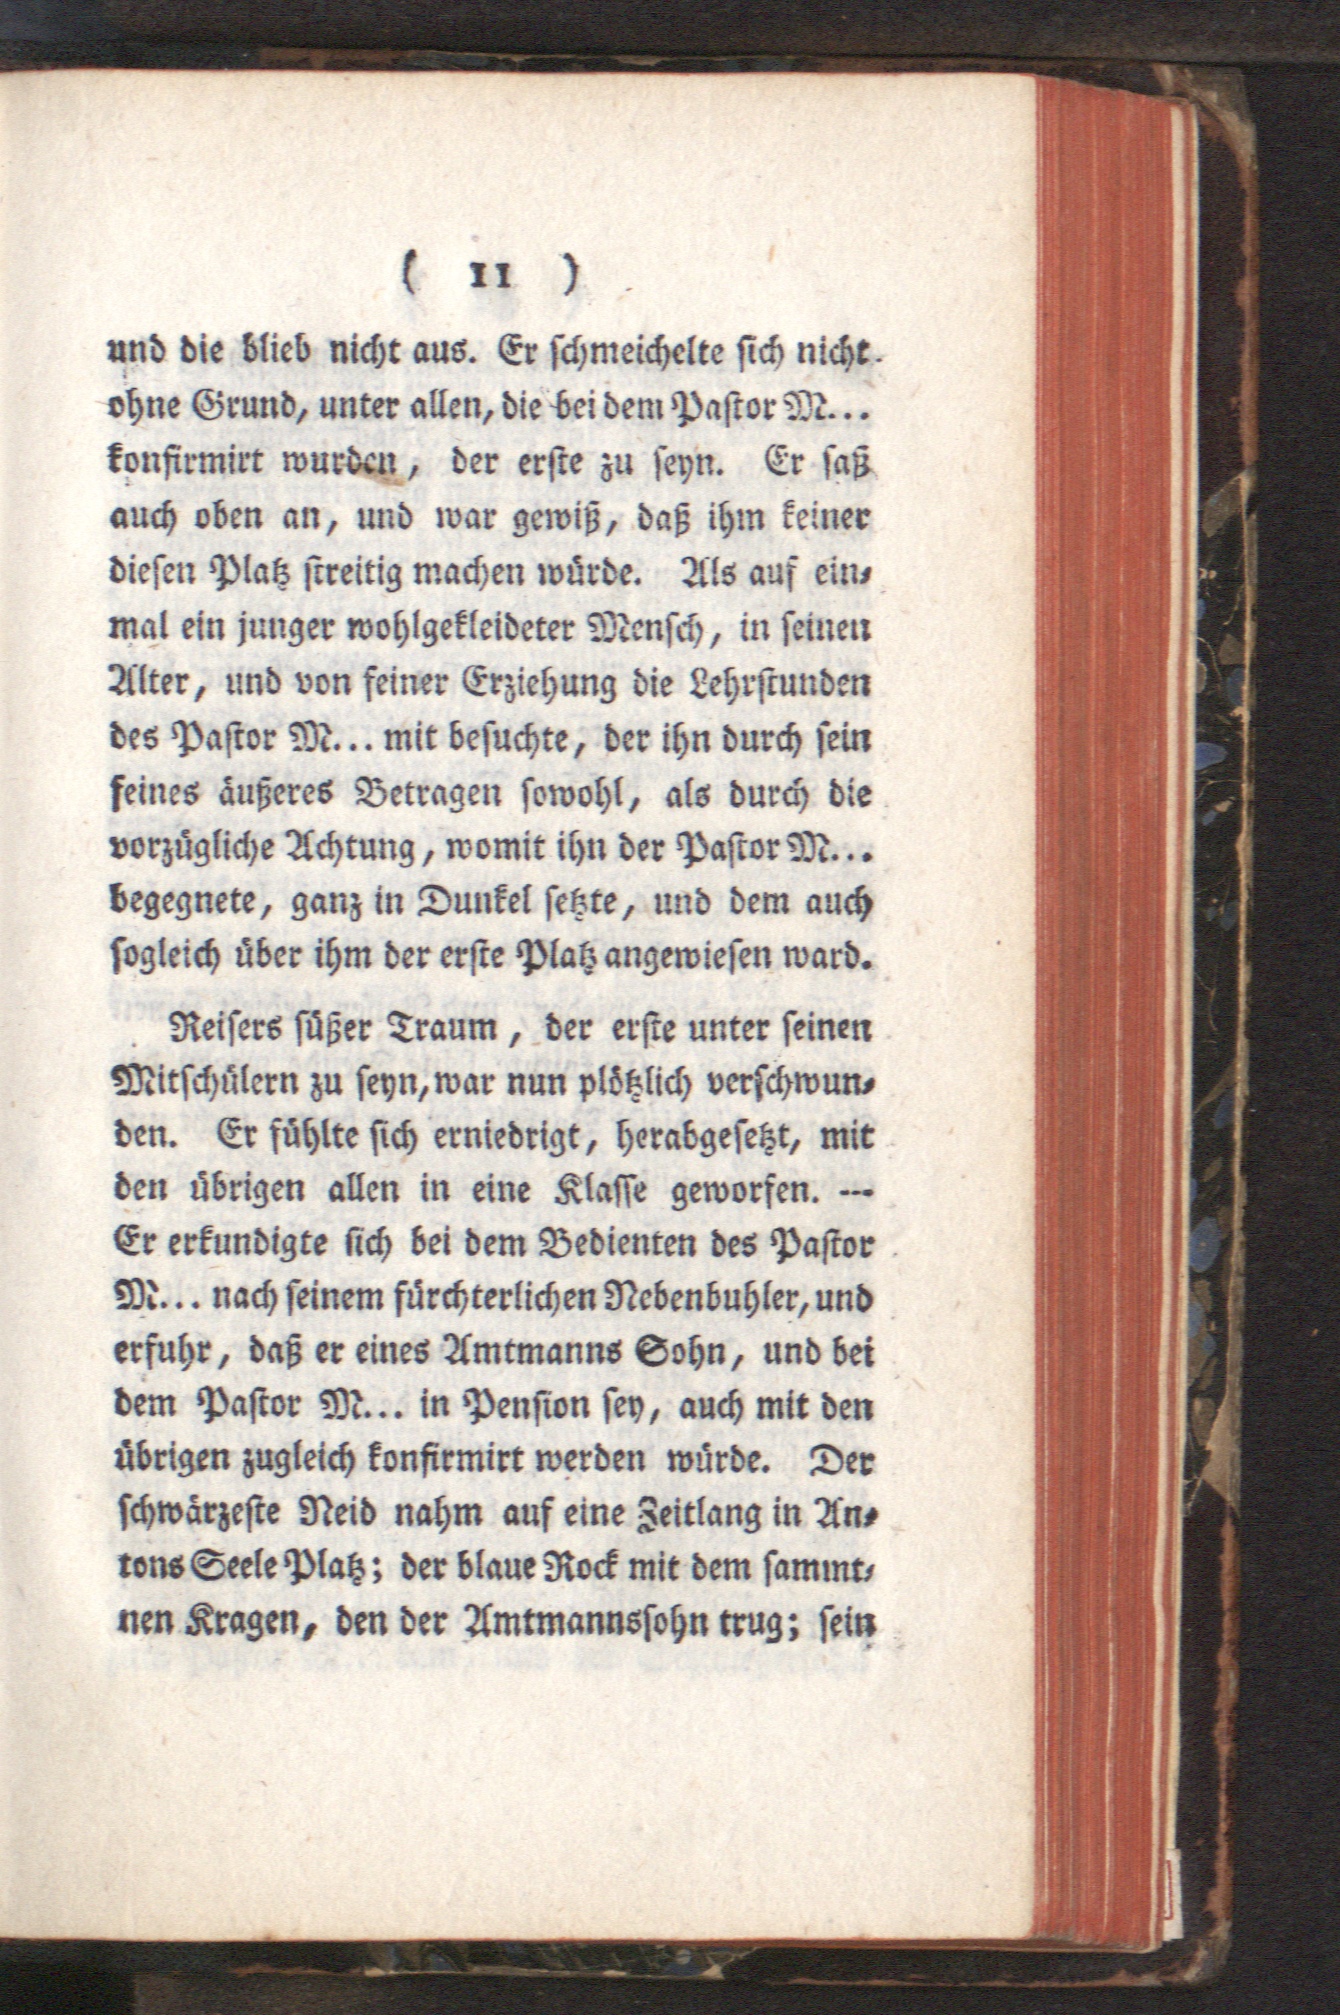 ( 11 )
und die blieb nicht aus. Er schmeichelte sich nicht
ohne Grund, unter allen, die bei dem Pastor M...
konfirmirt wurden, der erste zu seyn. Er saß
auch oben an, und war gewiß, daß ihm keiner
diesen Platz streitig machen würde. Als auf ein-
mal ein junger wohlgekleideter Mensch, in seinen
Alter, und von feiner Erziehung die Lehrstunden
des Pastor M... mit besuchte, der ihn durch sein
feines äußeres Betragen sowohl, als durch die
vorzügliche Achtung, womit ihn der Pastor M...
begegnete, ganz in Dunkel setzte, und dem auch
sogleich über ihm der erste Platz angewiesen ward.
Reisers süßer Traum, der erste unter seinen
Mitschülern zu seyn, war nun plötzlich verschwun-
den. Er fühlte sich erniedrigt, herabgesetzt, mit
den übrigen allen in eine Klasse geworfen. ---
Er erkundigte sich bei dem Bedienten des Pastor
M... nach seinem fürchterlichen Nebenbuhler, und
erfuhr, daß er eines Amtmanns Sohn, und bei
dem Pastor M... in Pension sey, auch mit den
übrigen zugleich konfirmirt werden würde. Der
schwärzeste Neid nahm auf eine Zeitlang in An-
tons Seele Platz; der blaue Rock mit dem sammt-
nen Kragen, den der Amtmannssohn trug; sein